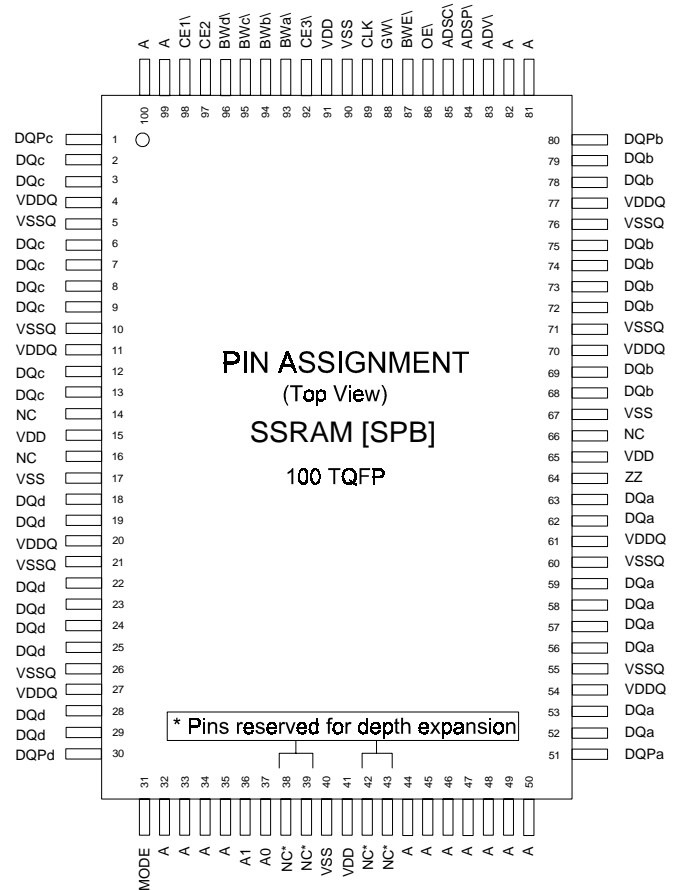 A A CE1\ CE2 BWd\ BWc\ BWb\ BWa\ CE3\ VDD VSS CLK GW\ BWE\ OE\ ADSC\ ADSP\ ADV\ A A
100 99 98 97 96 95 94 93 92 91 90 89 88 87 86 85 84 83 82 81
DQPc 1 80 DQPb
DQc 2 79 DQb
DQc 3 78 DQb
VDDQ 4 77 VDDQ
VSSQ 5 76 VSSQ
DQc 6 75 DQb
DQc 7 74 DQb
DQc 8 73 DQb
DQc 9 72 DQb
VSSQ 10 71 VSSQ
VDDQ 11 70 VDDQ
DQc 12 69 DQb
DQc 13 68 DQb
NC 14 67 VSS
VDD 15 66 NC
NC 16 65 VDD
VSS 17 64 ZZ
DQd 18 63 DQa
DQd 19 62 DQa
VDDQ 20 61 VDDQ
VSSQ 21 60 VSSQ
DQd 22 59 DQa
DQd 23 58 DQa
DQd 24 57 DQa
DQd 25 56 DQa
VSSQ 26 55 VSSQ
VDDQ 27 54 VDDQ
DQd 28 53 DQa
DQd 29 52 DQa
DQPd 30 51 DQPa
PIN ASSIGNMENT
(Top View)
SSRAM [SPB]
100 TQFP
* Pins reserved for depth expansion
31 32 33 34 35 36 37 38 39 40 41 42 43 44 45 46 47 48 49 50
MODE A A A A A1 A0 NC* NC* VSS VDD NC* NC* A A A A A A A